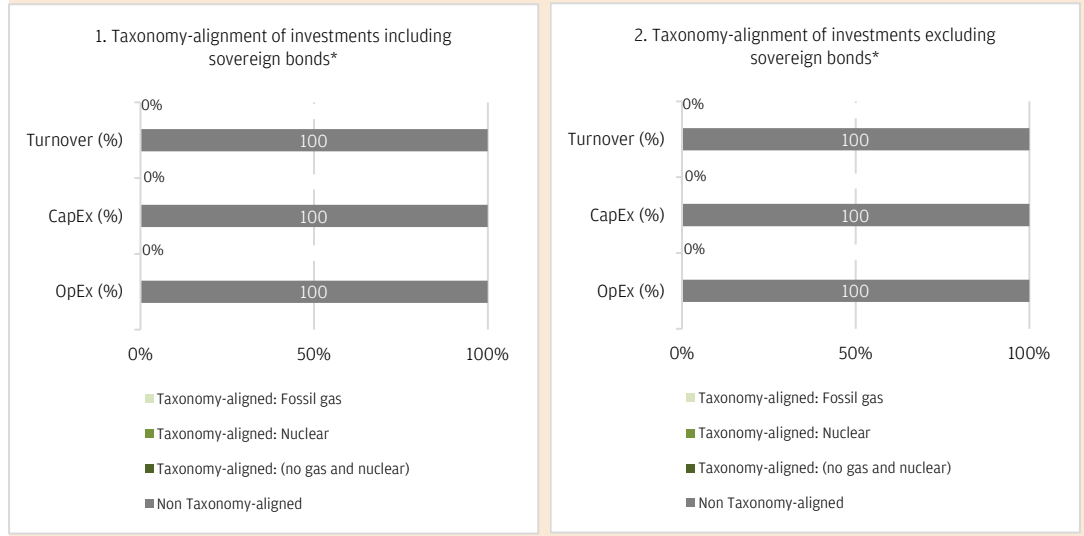 1. Taxonomy-alignment of investments including
sovereign bonds*
0%
Turnover (%)
100
0%
CapEx (%)
100
0%
OpEx (%)
100
0%
50%
100%
Taxonomy-aligned: Fossil gas
Taxonomy-aligned: Nuclear
Taxonomy-aligned: (no gas and nuclear)
Non Taxonomy-aligned
2. Taxonomy-alignment of investments excluding
sovereign bonds*
0%
Turnover (%)
100
0%
CapEx (%)
100
0%
OpEx (%)
100
0%
50%
100%
Taxonomy-aligned: Fossil gas
Taxonomy-aligned: Nuclear
Taxonomy-aligned: (no gas and nuclear)
Non Taxonomy-aligned